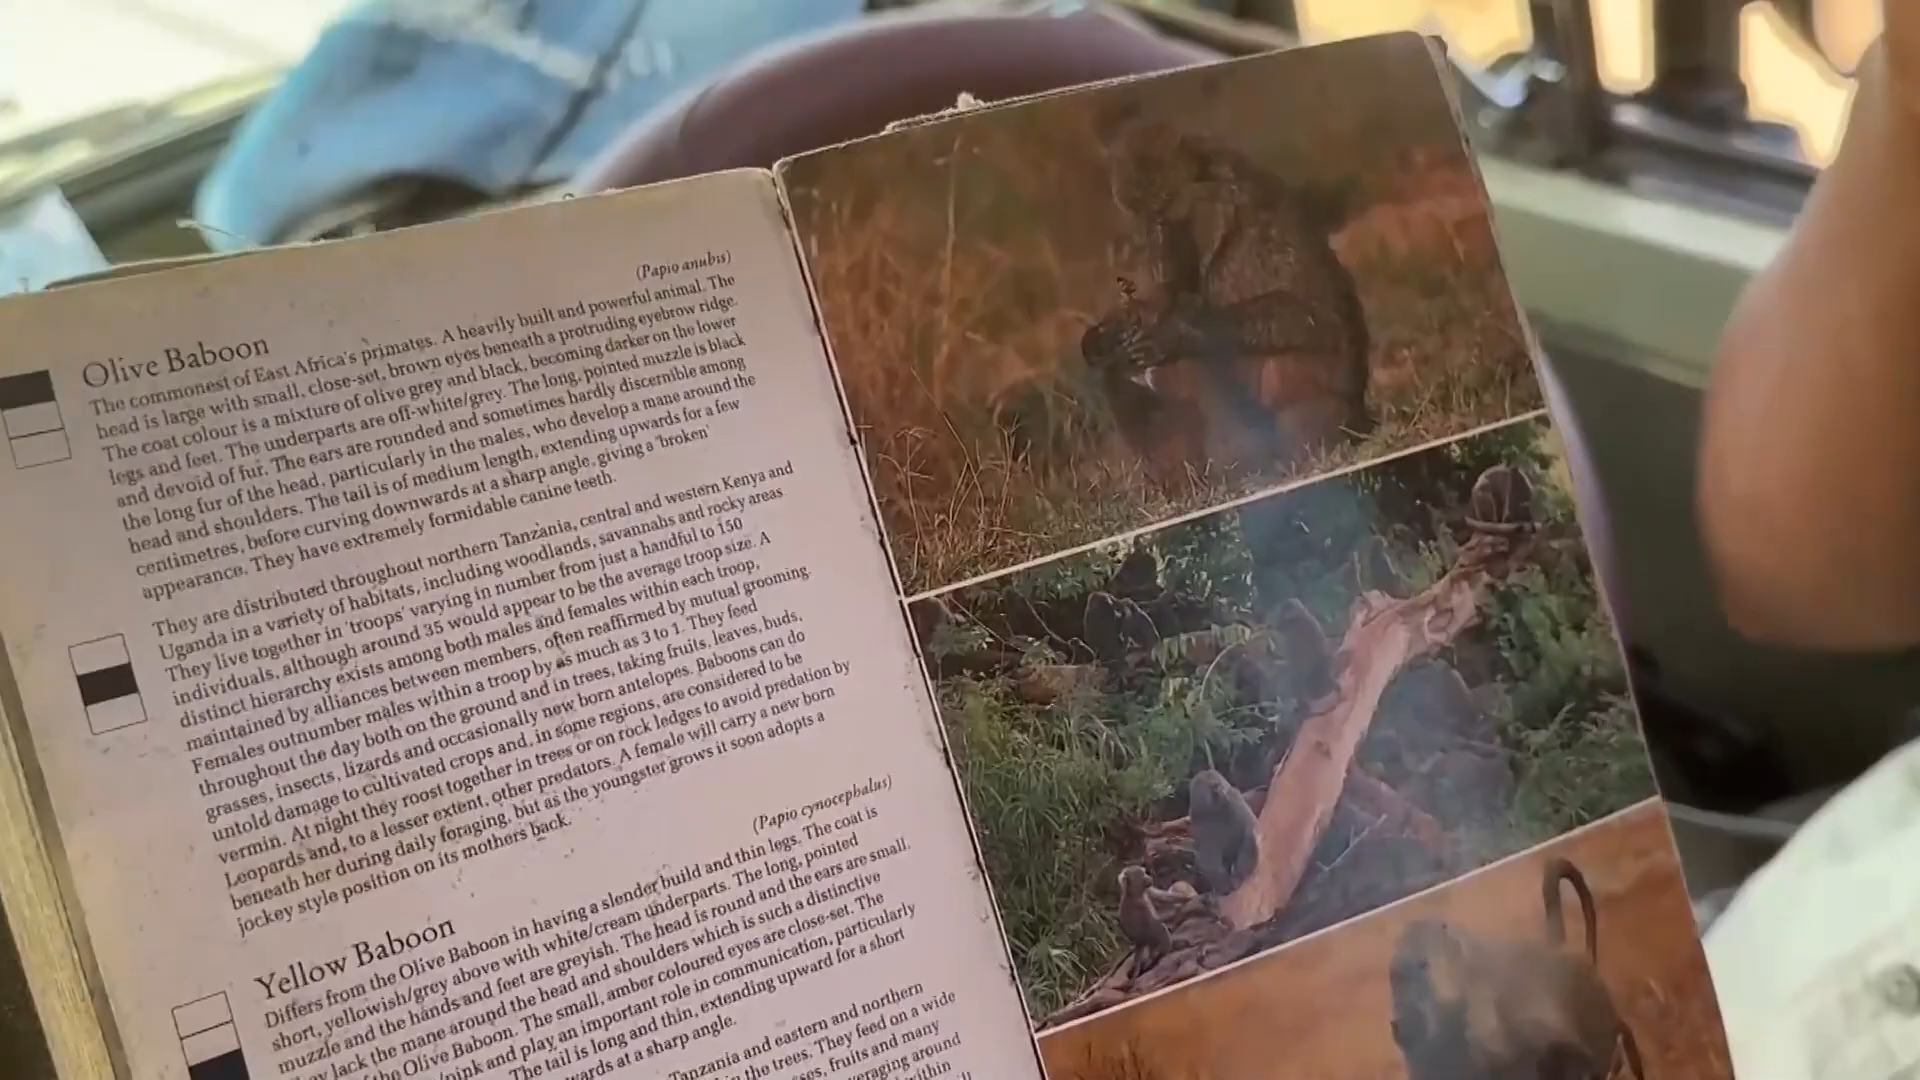 (Papio anubis)
Olive Baboon
The commonest of East Africa's primates. A heavily built and powerful animal. The
head is large with small, close-set, brown eyes beneath a protruding eyebrow ridge.
The coat colour is a mixture of olive grey and black, becoming darker on the lower
legs and feet. The underparts are off-white/grey. The long, pointed muzzle is black
and devoid of fur. The ears are rounded and sometimes hardly discernible among
the long fur of the head, particularly in the males, who develop a mane around the
head and shoulders. The tail is of medium length, extending upwards for a few
centimetres, before curving downwards at a sharp angle, giving a 'broken'
appearance. They have extremely formidable canine teeth.
They are distributed throughout northern Tanzania, central and western Kenya and
Uganda in a variety of habitats, including woodlands, savannahs and rocky areas
They live together in 'troops' varying in number from just a handful to 150
individuals, although around 35 would appear to be the average troop size. A
distinct hierarchy exists among both males and females within each troop,
maintained by alliances between members, often reaffirmed by mutual grooming.
Females outnumber males within a troop by as much as 3 to 1. They feed
throughout the day both on the ground and in trees, taking fruits, leaves, buds,
grasses, insects, lizards and occasionally new born antelopes. Baboons can do
untold damage to cultivated crops and, in some regions, are considered to be
vermin. At night they roost together in trees or on rock ledges to avoid predation by
Leopards and, to a lesser extent, other predators. A female will carry a new born
beneath her during daily foraging, but as the youngster grows it soon adopts a
jockey style position on its mothers back.
(Papio cynocephalus)
Yellow Baboon
Differs from the Olive Baboon in having a slender build and thin legs. The coat is
short, yellowish/grey above with white/cream underparts. The long, pointed
muzzle and the hands and feet are greyish. The head is round and the ears are small.
lack the mane around the head and shoulders which is such a distinctive
the Olive Baboon. The small, amber coloured eyes are close-set. The
pink and play an important role in communication, particularly
The tail is long and thin, extending upward for a short
at a sharp angle.
Tanzania and eastern and northern
in the trees. They feed on a wide
fruits and many
around